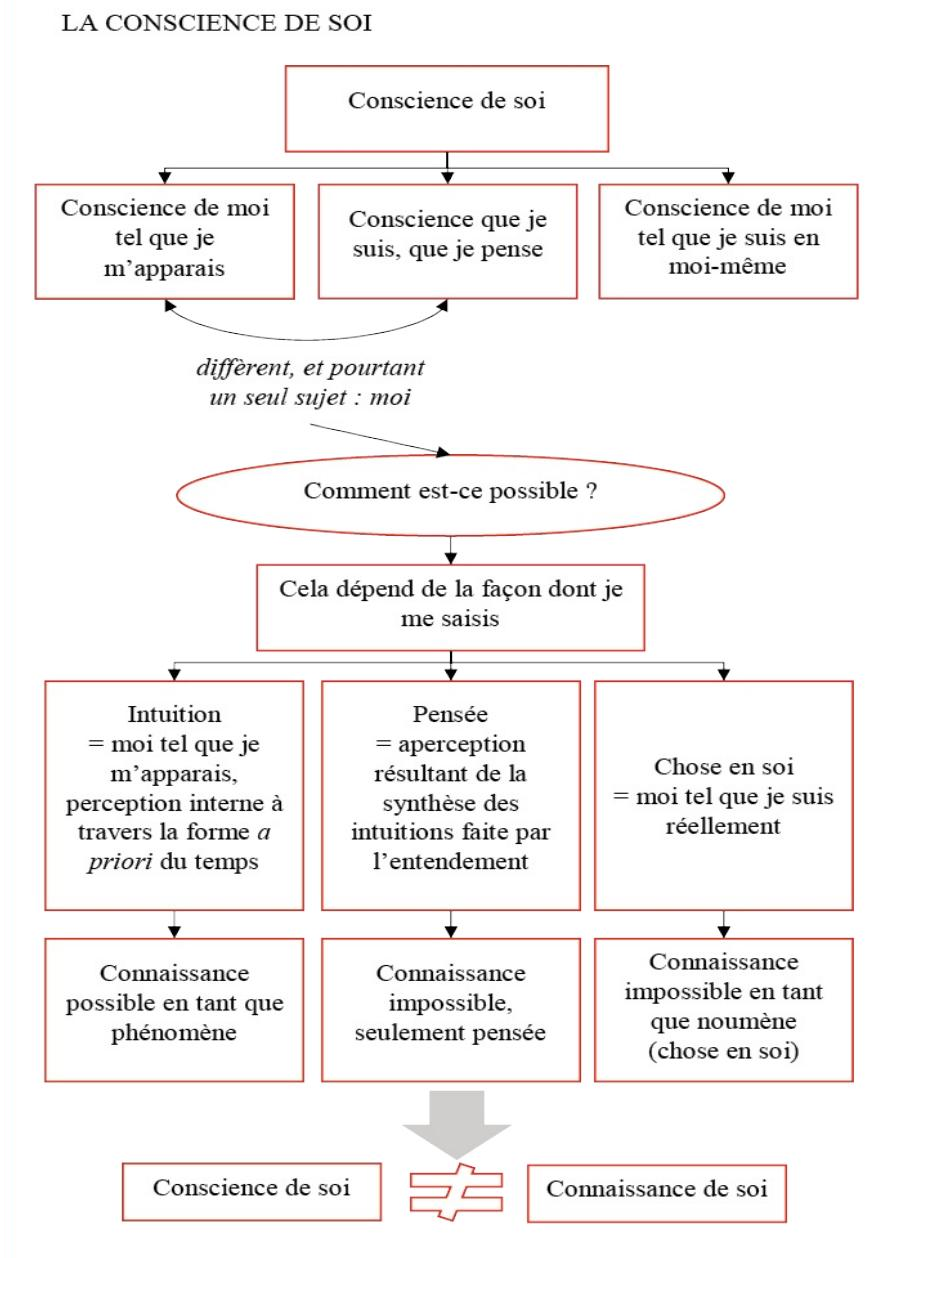 LA CONSCIENCE DE SOI
Conscience de soi
Conscience de moi
tel que je
m’apparais
Conscience que je
suis, que je pense
Conscience de moi
tel que je suis en
moi-même
diffèrent, et pourtant
un seul sujet : moi
Comment est-ce possible ?
Cela dépend de la façon dont je
me saisis
Intuition
= moi tel que je
m’apparais,
perception interne à
travers la forme a
priori du temps
Pensée
= aperception
résultant de la
synthèse des
intuitions faite par
l’entendement
Chose en soi
= moi tel que je suis
réellement
Connaissance
possible en tant que
phénomène
Connaissance
impossible,
seulement pensée
Connaissance
impossible en tant
que noumène
(chose en soi)
Conscience de soi
≠
Connaissance de soi